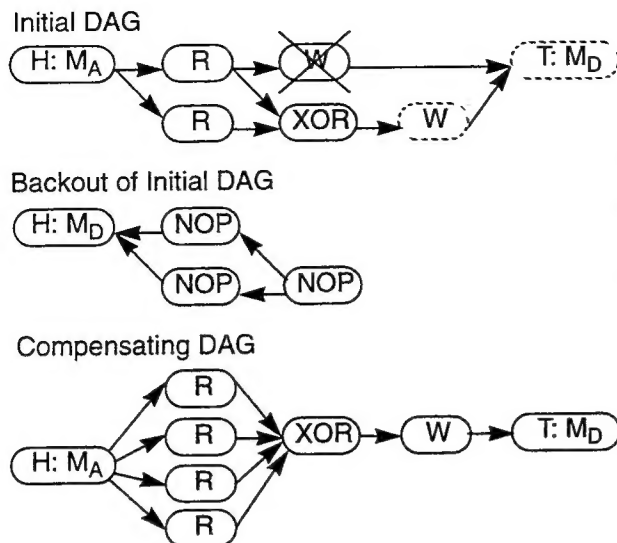 Initial DAG
H: MA R W T: MD
R XOR W
Backout of Initial DAG
H: MD NOP
NOP NOP
Compensating DAG
R
R XOR W T: MD
H: MA
R
R